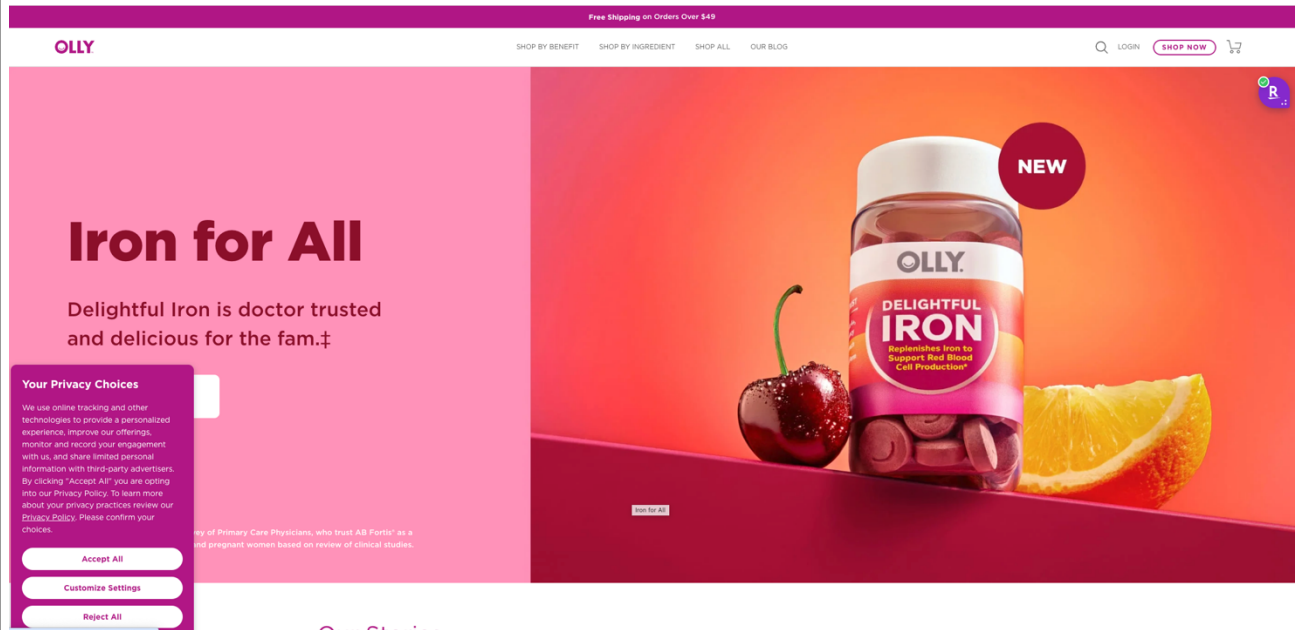 Free Shipping on Orders Over $49
OLLY
SHOP BY BENEFIT
SHOP BY INGREDIENT
SHOP ALL
OUR BLOG
LOGIN
SHOP NOW
R
NEW
Iron for All
Delightful Iron is doctor trusted
and delicious for the fam.‡
OLLY.
DELIGHTFUL
IRON
Replenishes Iron to
Support Red Blood
Cell Production*
Iron for All
Your Privacy Choices
We use online tracking and other
technologies to provide a personalized
experience, improve our offerings,
monitor and record your engagement
with us, and share limited personal
information with third-party advertisers.
By clicking "Accept All" you are opting
into our Privacy Policy. To learn more
about your privacy practices review our
Privacy Policy. Please confirm your
choices.
Accept All
Customize Settings
Reject All
vey of Primary Care Physicians, who trust AB Fortis® as a
and pregnant women based on review of clinical studies.